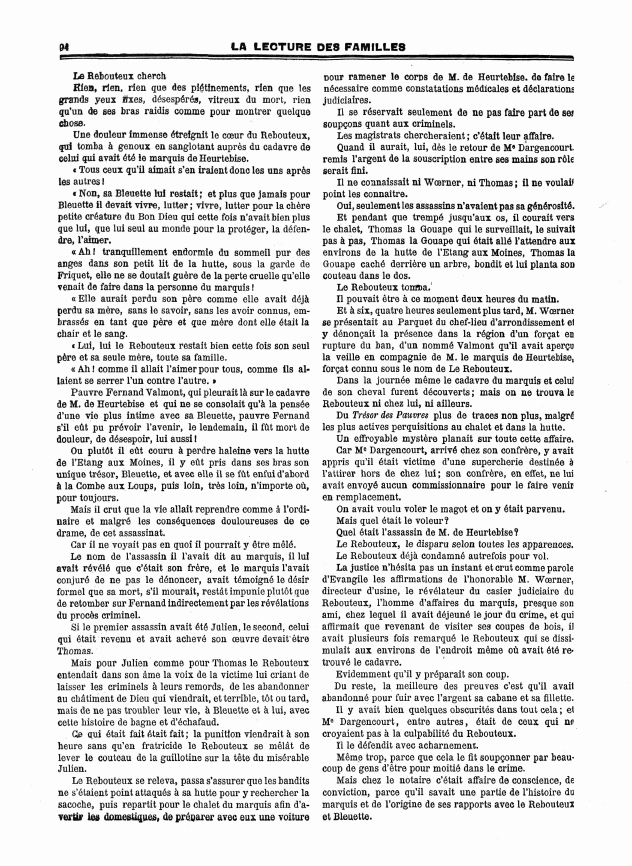 94 LA LECTURE DES FAMILLES
Le Rebouteux cherch
Rien, rien, rien que des piétinements, rien que les
grands yeux fixes, désespérés, vitreux du mort, rien
qu'un de ses bras raidis comme pour montrer quelque
chose.
Une douleur immense étreignit le cœur du Rebouteux,
qui tomba à genoux en sanglotant auprès du cadavre de
celui qui avait été le marquis de Heurtebise.
« Tous ceux qu'il aimait s'en iraient donc les uns après
les autres !
« Non, sa Bleuette lui restait ; et plus que jamais pour
Bleuette il devait vivre, lutter ; vivre, lutter pour la chère
petite créature du Bon Dieu qui cette fois n'avait bien plus
que lui, que lui seul au monde pour la protéger, la défen-
dre, l'aimer.
« Ah ! tranquillement endormie du sommeil pur des
anges dans son petit lit de la hutte, sous la garde de
Friquet, elle ne se doutait guère de la perte cruelle qu'elle
venait de faire dans la personne du marquis !
« Elle aurait perdu son père comme elle avait déjà
perdu sa mère, sans le savoir, sans les avoir connus, em-
brassés en tant que père et que mère dont elle était la
chair et le sang.
« Lui, lui le Rebouteux restait bien cette fois son seul
père et sa seule mère, toute sa famille.
« Ah ! comme il allait l'aimer pour tous, comme ils al-
laient se serrer l'un contre l'autre. »
Pauvre Fernand Valmont, qui pleurait là sur le cadavre
de M. de Heurtebise et qui ne se consolait qu'à la pensée
d'une vie plus intime avec sa Bleuette, pauvre Fernand
s'il eût pu prévoir l'avenir, le lendemain, il fût mort de
douleur, de désespoir, lui aussi !
Ou plutôt il eût couru à perdre haleine vers la hutte
de l'Etang aux Moines, il y eût pris dans ses bras son
unique trésor, Bleuette, et avec elle il se fût enfui d'abord
à la Combe aux Loups, puis loin, très loin, n'importe où,
pour toujours.
Mais il crut que la vie allait reprendre comme à l'ordi-
naire et malgré les conséquences douloureuses de ce
drame, de cet assassinat.
Car il ne voyait pas en quoi il pourrait y être mêlé.
Le nom de l'assassin il l'avait dit au marquis, il lui
avait révélé que c'était son frère, et le marquis l'avait
conjuré de ne pas le dénoncer, avait témoigné le désir
formel que sa mort, s'il mourait, restât impunie plutôt que
de retomber sur Fernand indirectement par les révélations
du procès criminel.
Si le premier assassin avait été Julien, le second, celui
qui était revenu et avait achevé son œuvre devait être
Thomas.
Mais pour Julien comme pour Thomas le Rebouteux
entendait dans son âme la voix de la victime lui criant de
laisser les criminels à leurs remords, de les abandonner
au châtiment de Dieu qui viendrait, et terrible, tôt ou tard,
mais de ne pas troubler leur vie, à Bleuette et à lui, avec
cette histoire de bagne et d'échafaud.
Ce qui était fait était fait ; la punition viendrait à son
heure sans qu'en fratricide le Rebouteux se mêlât de
lever le couteau de la guillotine sur la tête du misérable
Julien.
Le Rebouteux se releva, passa s'assurer que les bandits
ne s'étaient point attaqués à sa hutte pour y rechercher la
sacoche, puis repartit pour le chalet du marquis afin d'a-
vertir les domestiques, de préparer avec eux une voiture
pour ramener le corps de M. de Heurtebise, de faire le
nécessaire comme constatations médicales et déclarations
judiciaires.
Il se réservait seulement de ne pas faire part de ses
soupçons quant aux criminels.
Les magistrats chercheraient ; c'était leur affaire.
Quand il aurait, lui, dès le retour de Me Dargencourt
remis l'argent de la souscription entre ses mains son rôle
serait fini.
Il ne connaissait ni Wœrner, ni Thomas ; il ne voulait
point les connaitre.
Oui, seulement les assassins n'avaient pas sa générosité.
Et pendant que trempé jusqu'aux os, il courait vers
le chalet, Thomas la Gouape qui le surveillait, le suivait
pas à pas, Thomas la Gouape qui était allé l'attendre aux
environs de la hutte de l'Etang aux Moines, Thomas la
Gouape caché derrière un arbre, bondit et lui planta son
couteau dans le dos.
Le Rebouteux tomba.
Il pouvait être à ce moment deux heures du matin.
Et à six, quatre heures seulement plus tard, M. Wœrner
se présentait au Parquet du chef-lieu d'arrondissement et
y dénonçait la présence dans la région d'un forçat en
rupture du ban, d'un nommé Valmont qu'il avait aperçu
la veille en compagnie de M. le marquis de Heurtebise,
forçat connu sous le nom de Le Rebouteux.
Dans la journée même le cadavre du marquis et celui
de son cheval furent découverts ; mais on ne trouva le
Rebouteux ni chez lui, ni ailleurs.
Du Trésor des Pauvres plus de traces non plus, malgré
les plus actives perquisitions au chalet et dans la hutte.
Un effroyable mystère planait sur toute cette affaire.
Car Me Dargencourt, arrivé chez son confrère, y avait
appris qu'il était victime d'une supercherie destinée à
l'attirer hors de chez lui ; son confrère, en effet, ne lui
avait envoyé aucun commissionnaire pour le faire venir
en remplacement.
On avait voulu voler le magot et on y était parvenu.
Mais quel était le voleur ?
Quel était l'assassin de M. de Heurtebise ?
Le Rebouteux, le disparu selon toutes les apparences.
Le Rebouteux déjà condamné autrefois pour vol.
La justice n'hésita pas un instant et crut comme parole
d'Evangile les affirmations de l'honorable M. Wœrner,
directeur d'usine, le révélateur du casier judiciaire du
Rebouteux, l'homme d'affaires du marquis, presque son
ami, chez lequel il avait déjeuné le jour du crime, et qui
affirmait que revenant de visiter ses coupes de bois, il
avait plusieurs fois remarqué le Rebouteux qui se dissi-
mulait aux environs de l'endroit même où avait été re-
trouvé le cadavre.
Evidemment qu'il y préparait son coup.
Du reste, la meilleure des preuves c'est qu'il avait
abandonné pour fuir avec l'argent sa cabane et sa fillette.
Il y avait bien quelques obscurités dans tout cela ; et
Me Dargencourt, entre autres, était de ceux qui ne
croyaient pas à la culpabilité du Rebouteux.
Il le défendit avec acharnement.
Même trop, parce que cela le fit soupçonner par beau-
coup de gens d'être pour moitié dans le crime.
Mais chez le notaire c'était affaire de conscience, de
conviction, parce qu'il savait une partie de l'histoire du
marquis et de l'origine de ses rapports avec le Rebouteux
et Bleuette.